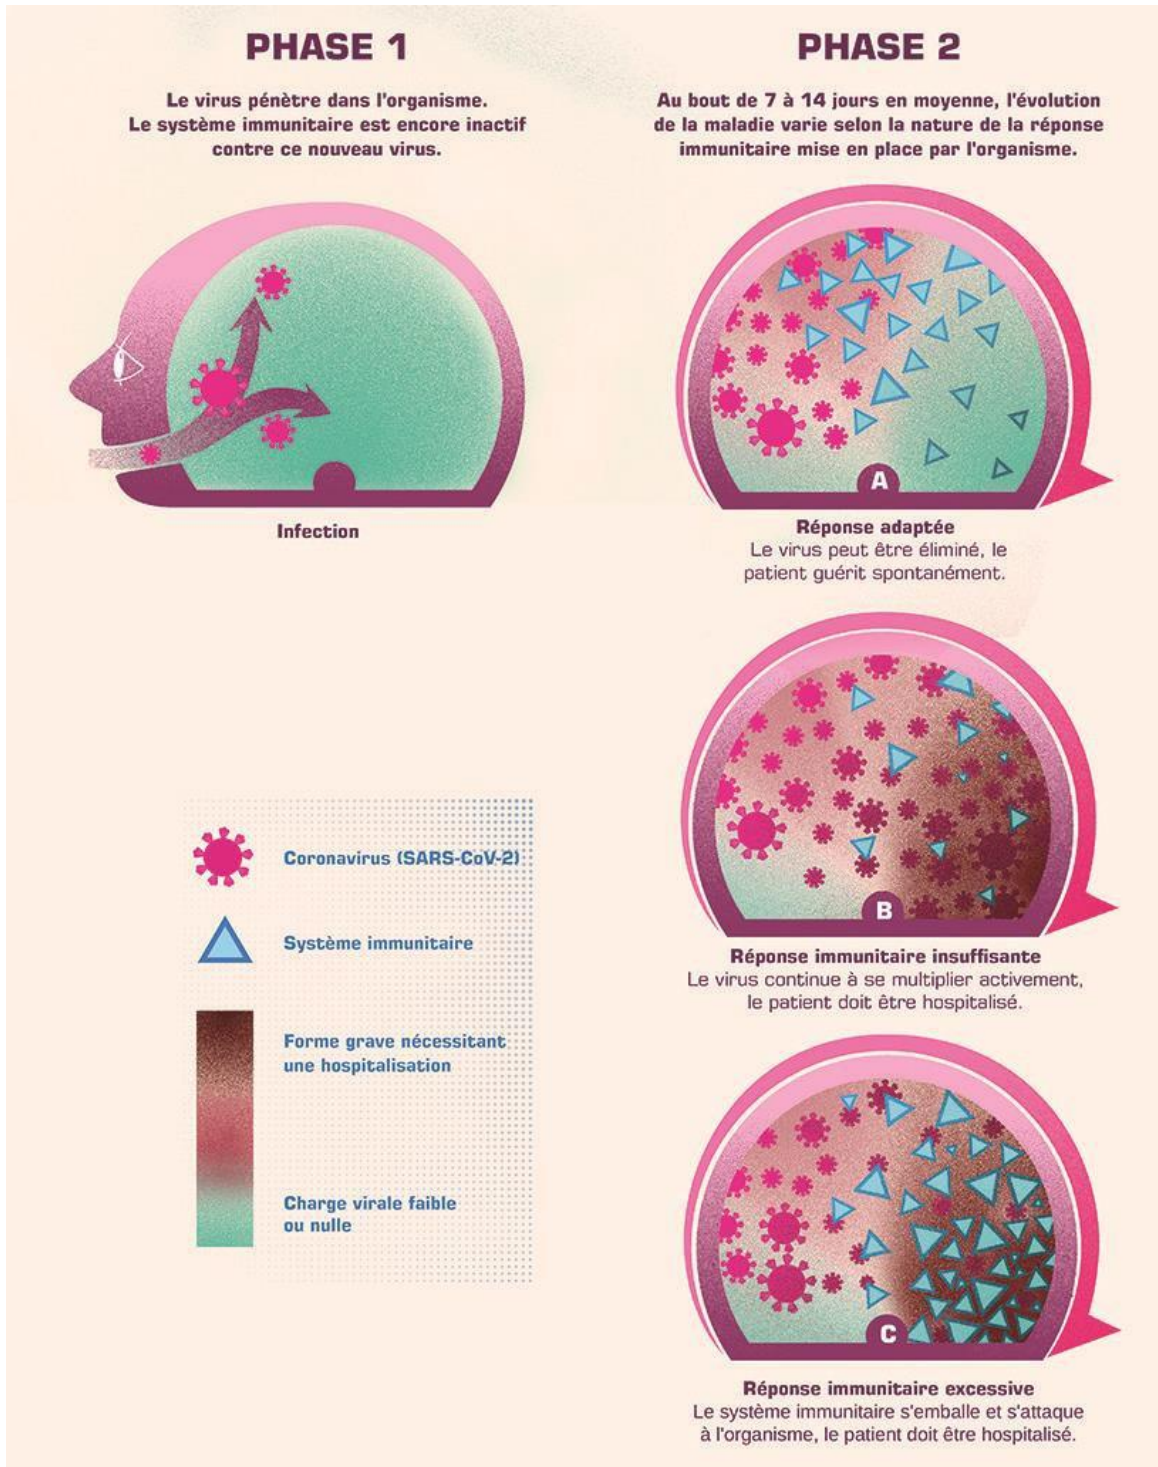 PHASE 1
Le virus pénètre dans l'organisme.
Le système immunitaire est encore inactif
contre ce nouveau virus.
Infection
PHASE 2
Au bout de 7 à 14 jours en moyenne, l'évolution
de la maladie varie selon la nature de la réponse
immunitaire mise en place par l'organisme.
A
Réponse adaptée
Le virus peut être éliminé, le
patient guérit spontanément.
B
Réponse immunitaire insuffisante
Le virus continue à se multiplier activement,
le patient doit être hospitalisé.
C
Réponse immunitaire excessive
Le système immunitaire s'emballe et s'attaque
à l'organisme, le patient doit être hospitalisé.
Coronavirus (SARS-CoV-2)
Système immunitaire
Forme grave nécessitant
une hospitalisation
Charge virale faible
ou nulle